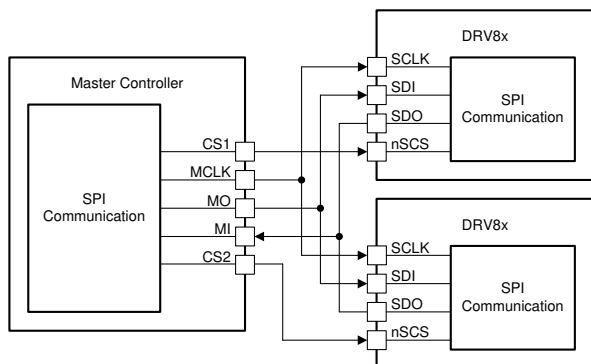 Master Controller
SPI
Communication
CS1
MCLK
MO
MI
CS2
DRV8x
SCLK
SDI
SDO
nSCS
SPI
Communication
DRV8x
SCLK
SDI
SDO
nSCS
SPI
Communication